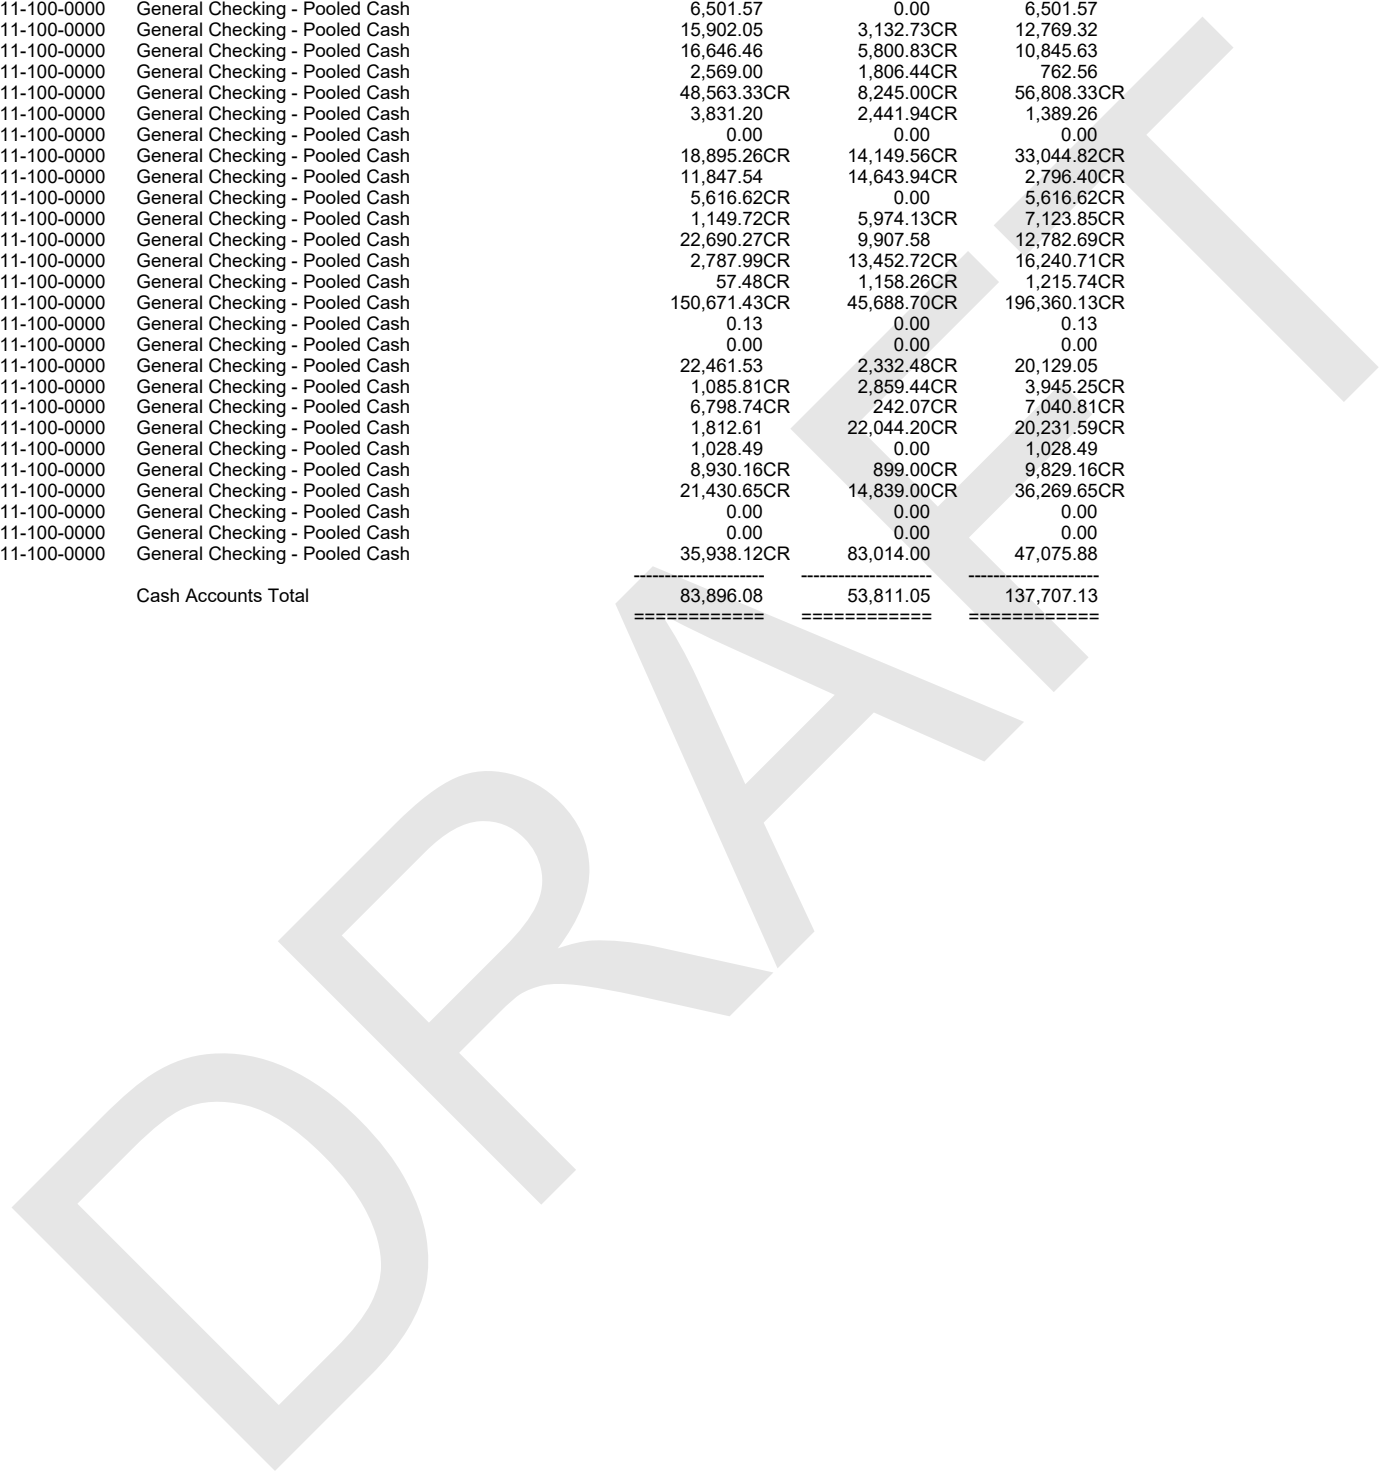 11-100-0000 General Checking - Pooled Cash 6,501.57 0.00 6,501.57
11-100-0000 General Checking - Pooled Cash 15,902.05 3,132.73CR 12,769.32
11-100-0000 General Checking - Pooled Cash 16,646.46 5,800.83CR 10,845.63
11-100-0000 General Checking - Pooled Cash 2,569.00 1,806.44CR 762.56
11-100-0000 General Checking - Pooled Cash 48,563.33CR 8,245.00CR 56,808.33CR
11-100-0000 General Checking - Pooled Cash 3,831.20 2,441.94CR 1,389.26
11-100-0000 General Checking - Pooled Cash 0.00 0.00 0.00
11-100-0000 General Checking - Pooled Cash 18,895.26CR 14,149.56CR 33,044.82CR
11-100-0000 General Checking - Pooled Cash 11,847.54 14,643.94CR 2,796.40CR
11-100-0000 General Checking - Pooled Cash 5,616.62CR 0.00 5,616.62CR
11-100-0000 General Checking - Pooled Cash 1,149.72CR 5,974.13CR 7,123.85CR
11-100-0000 General Checking - Pooled Cash 22,690.27CR 9,907.58 12,782.69CR
11-100-0000 General Checking - Pooled Cash 2,787.99CR 13,452.72CR 16,240.71CR
11-100-0000 General Checking - Pooled Cash 57.48CR 1,158.26CR 1,215.74CR
11-100-0000 General Checking - Pooled Cash 150,671.43CR 45,688.70CR 196,360.13CR
11-100-0000 General Checking - Pooled Cash 0.13 0.00 0.13
11-100-0000 General Checking - Pooled Cash 0.00 0.00 0.00
11-100-0000 General Checking - Pooled Cash 22,461.53 2,332.48CR 20,129.05
11-100-0000 General Checking - Pooled Cash 1,085.81CR 2,859.44CR 3,945.25CR
11-100-0000 General Checking - Pooled Cash 6,798.74CR 242.07CR 7,040.81CR
11-100-0000 General Checking - Pooled Cash 1,812.61 22,044.20CR 20,231.59CR
11-100-0000 General Checking - Pooled Cash 1,028.49 0.00 1,028.49
11-100-0000 General Checking - Pooled Cash 8,930.16CR 899.00CR 9,829.16CR
11-100-0000 General Checking - Pooled Cash 21,430.65CR 14,839.00CR 36,269.65CR
11-100-0000 General Checking - Pooled Cash 0.00 0.00 0.00
11-100-0000 General Checking - Pooled Cash 0.00 0.00 0.00
11-100-0000 General Checking - Pooled Cash 35,938.12CR 83,014.00 47,075.88
--------------------- --------------------- ---------------------
Cash Accounts Total 83,896.08 53,811.05 137,707.13
============ ============ ============
DRAFT